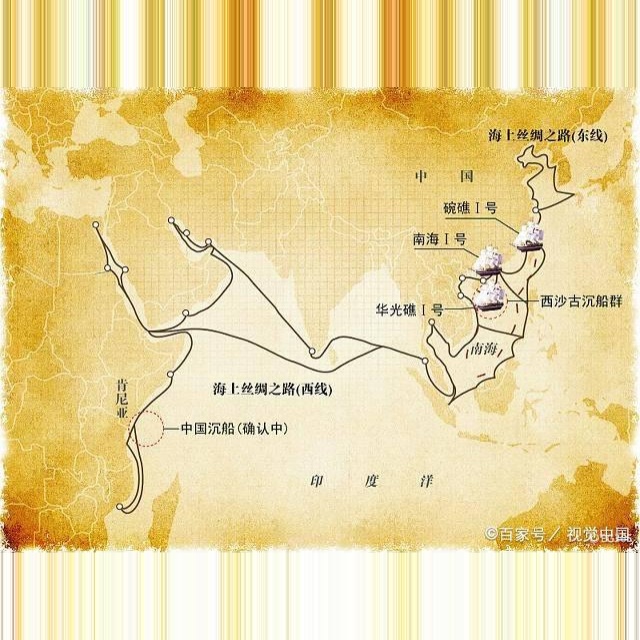 海上丝绸之路(东线)
中 国
碗礁Ⅰ号
南海Ⅰ号
华光礁Ⅰ号
西沙古沉船群
南海
海上丝绸之路(西线)
肯尼亚
中国沉船(确认中)
印 度 洋
©百家号／视觉中国